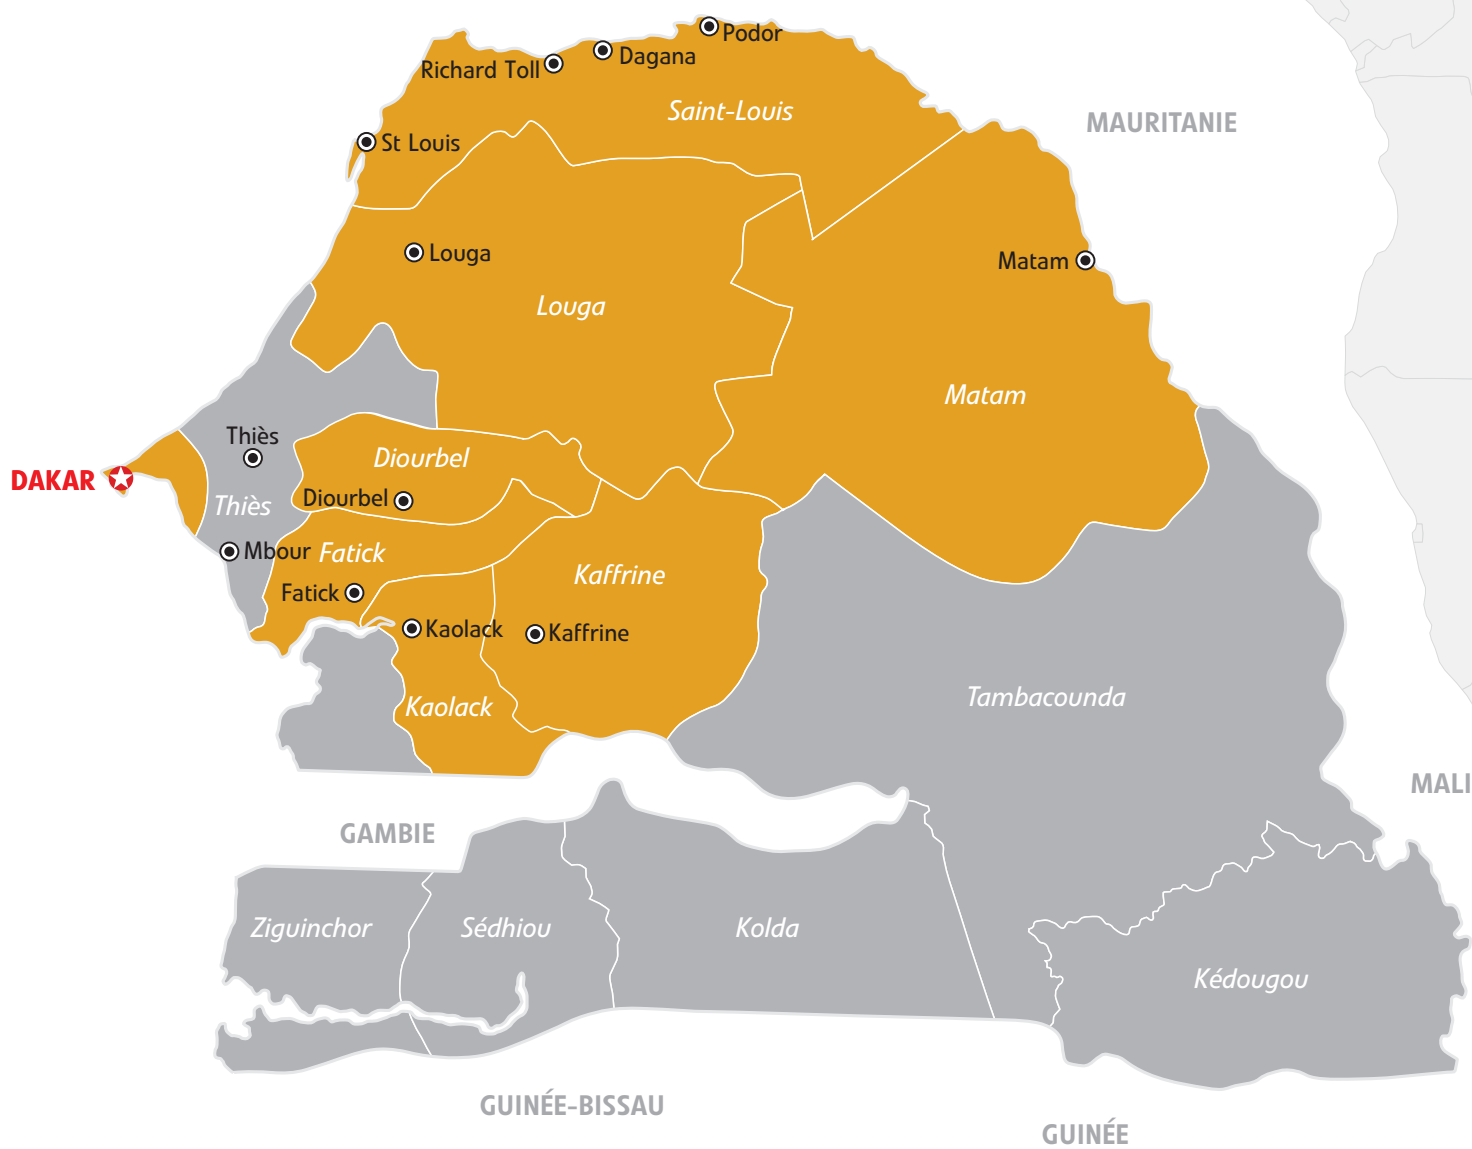 Podor
Dagana
Richard Toll
Saint-Louis
MAURITANIE
St Louis
Louga
Matam
Louga
Matam
Thiès
Diourbel
DAKAR
Diourbel
Thiès
Mbour
Fatick
Kaffrine
Fatick
Kaolack
Kaffrine
Kaolack
Tambacounda
MALI
GAMBIE
Ziguinchor
Sédhiou
Kolda
Kédougou
GUINÉE-BISSAU
GUINÉE